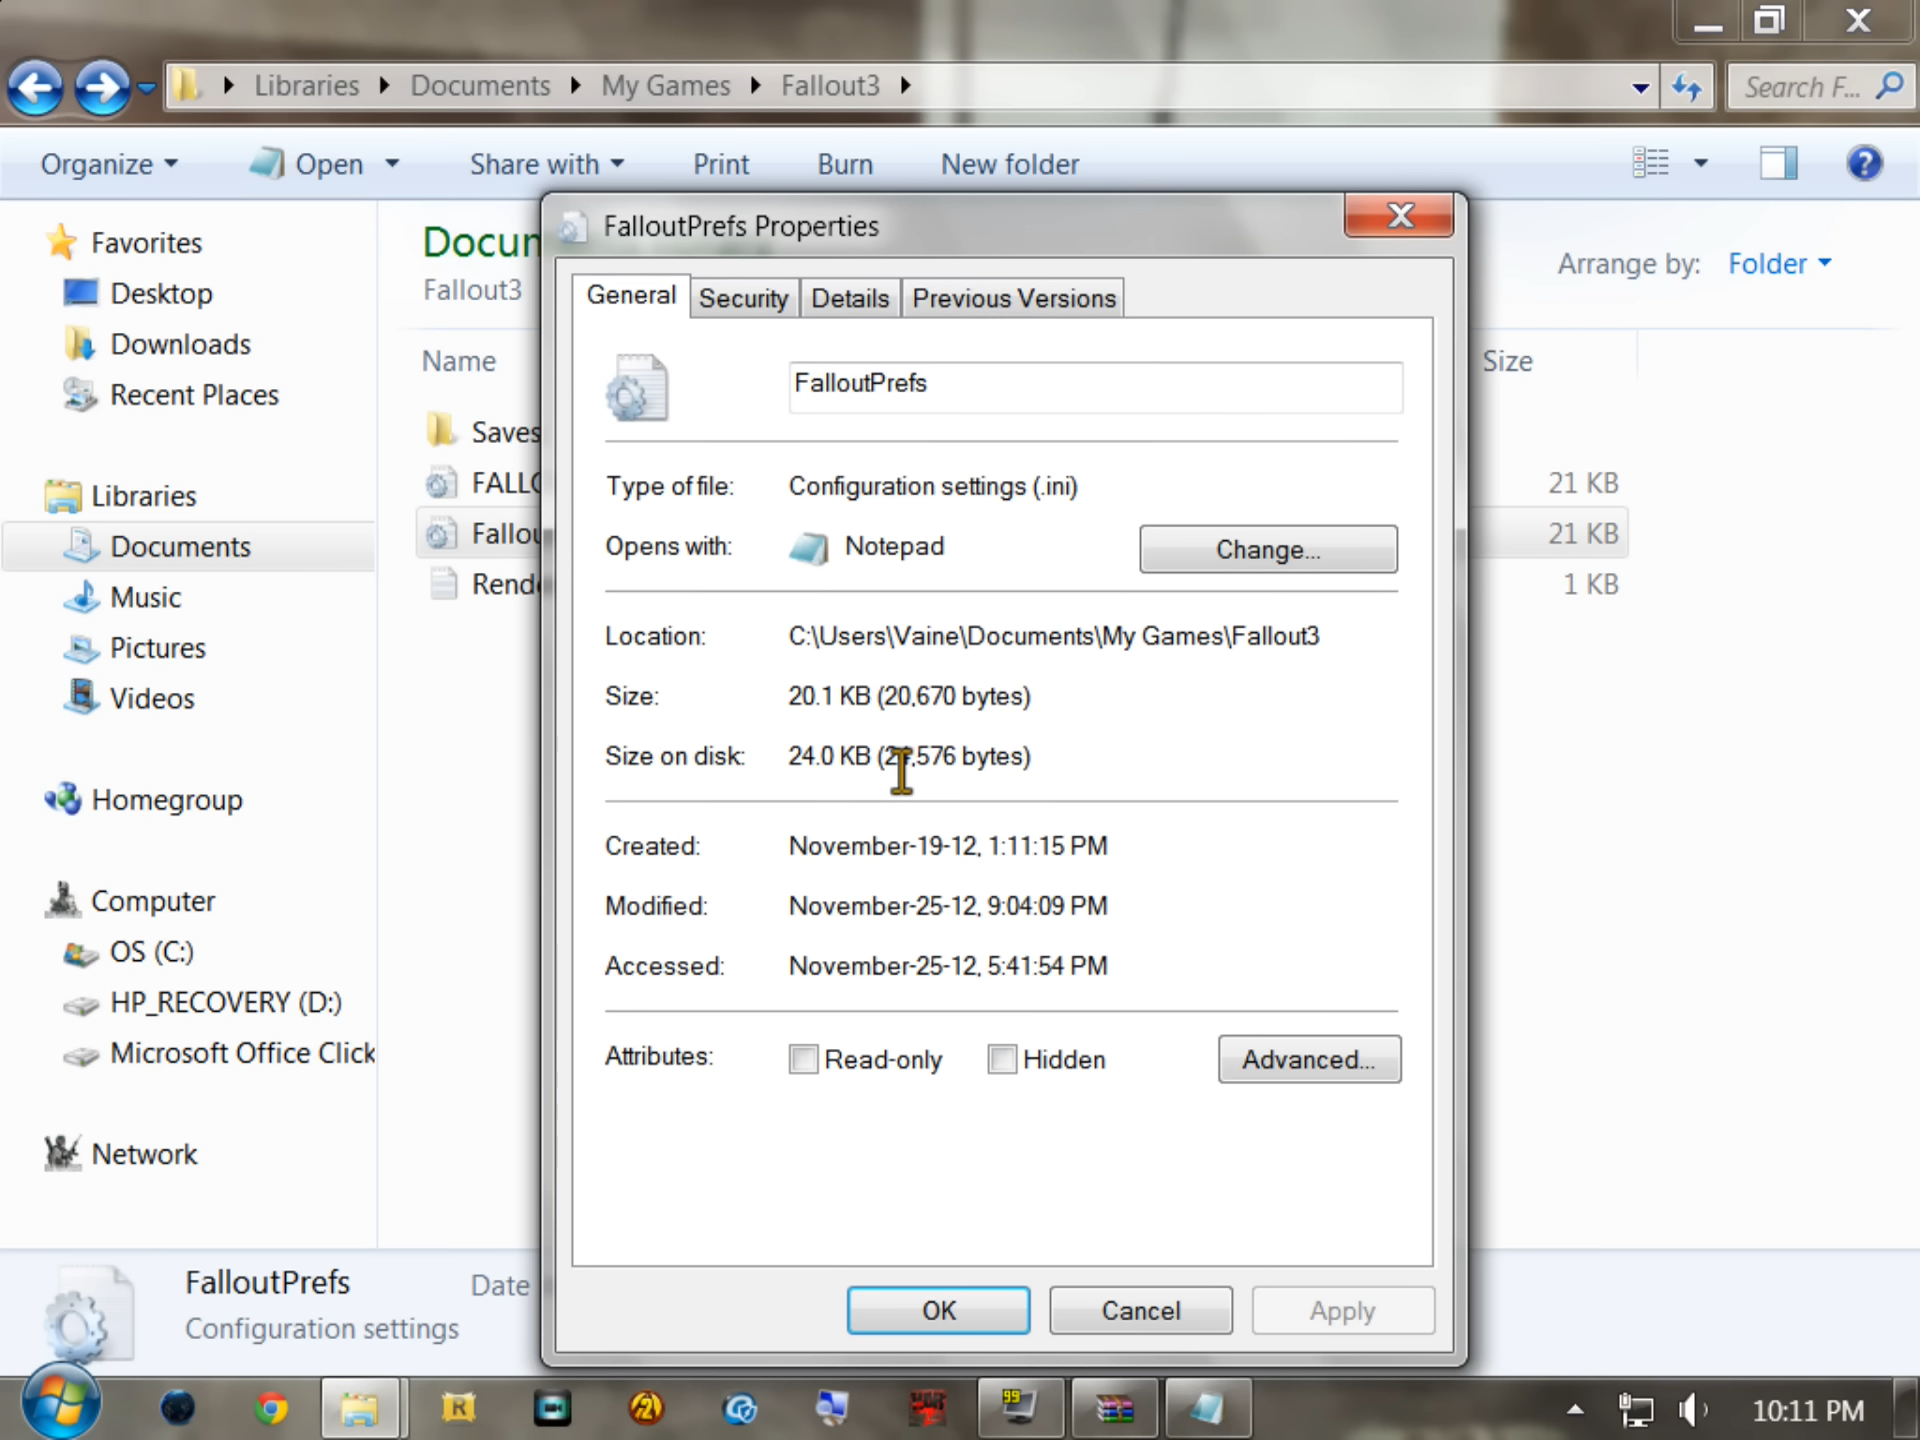 Libraries Documents My Games Fallout3 Search F...
Organize Open Share with Print Burn New folder
Favorites
Desktop
Downloads
Recent Places
Libraries
Documents
Music
Pictures
Videos
Homegroup
Computer
OS (C:)
HP_RECOVERY (D:)
Microsoft Office Click
Network
Docum
Fallout3
Arrange by: Folder
Name
Size
Saves
FALLO
21 KB
Fallou
21 KB
Rende
1 KB
FalloutPrefs Properties
General Security Details Previous Versions
FalloutPrefs
Type of file: Configuration settings (.ini)
Opens with: Notepad Change...
Location: C:\Users\Vaine\Documents\My Games\Fallout3
Size: 20.1 KB (20,670 bytes)
Size on disk: 24.0 KB (24,576 bytes)
Created: November-19-12, 1:11:15 PM
Modified: November-25-12, 9:04:09 PM
Accessed: November-25-12, 5:41:54 PM
Attributes: Read-only Hidden Advanced...
OK Cancel Apply
FalloutPrefs Date
Configuration settings
99
10:11 PM